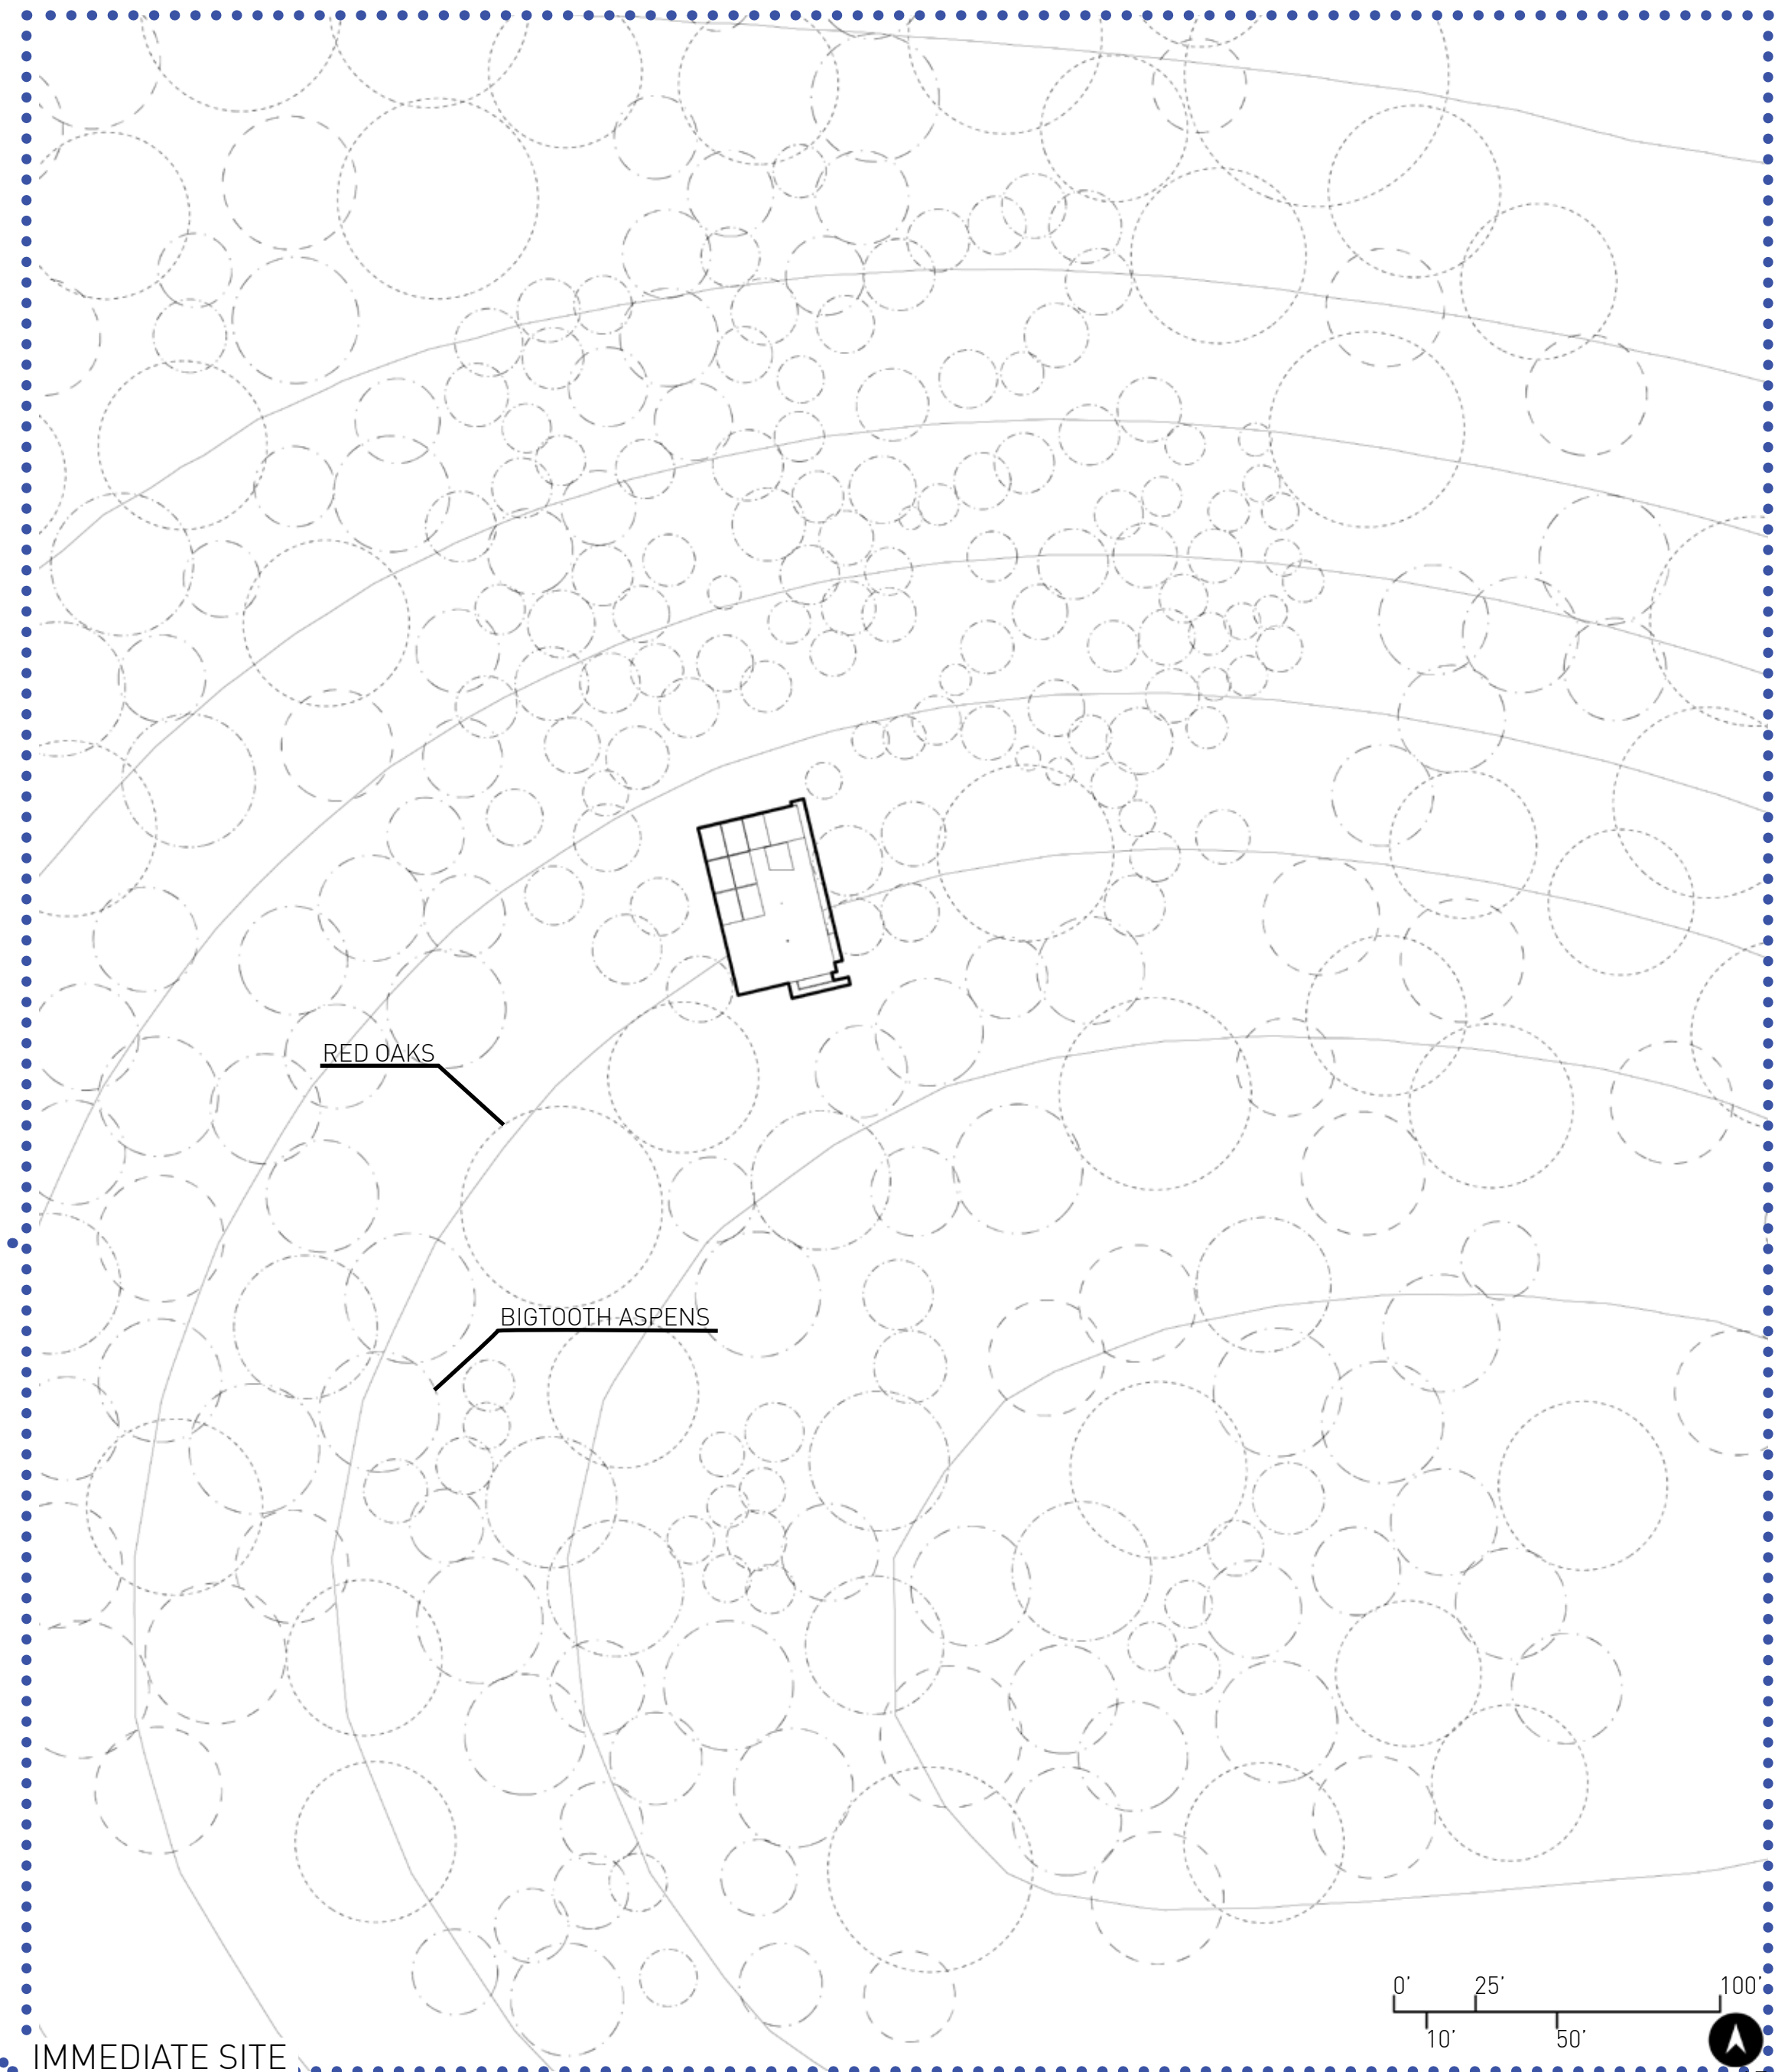 RED OAKS
BIGTOOTH ASPENS
0' 25' 100'
10' 50'
IMMEDIATE SITE